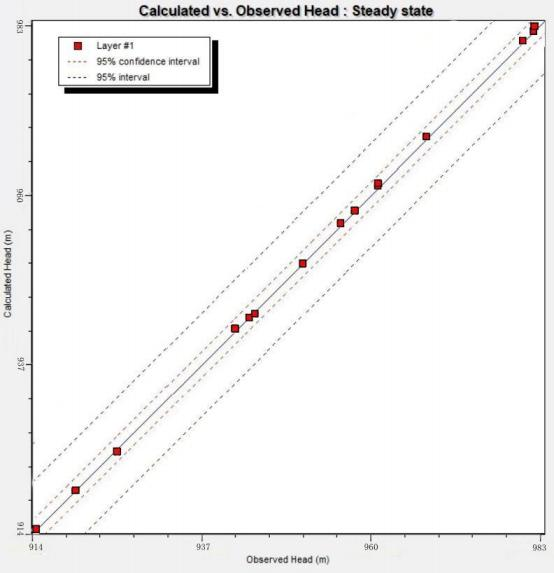 Calculated vs. Observed Head : Steady state
Layer #1
95% confidence interval
95% interval
983
960
937
914
Calculated Head (m)
914 937 960 983
Observed Head (m)